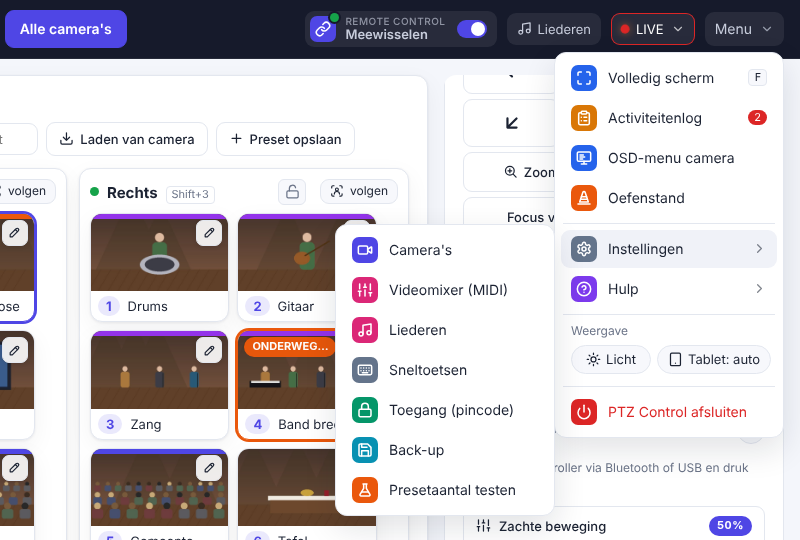 Alle camera's
REMOTE CONTROL
Meewisselen
Liederen
LIVE
Menu
Laden van camera
Preset opslaan
volgen
Rechts
Shift+3
volgen
Zoom
Focus v
1 Drums
2 Gitaar
3 Zang
ONDERWEG...
4 Band bre
Camera's
Videomixer (MIDI)
Liederen
Sneltoetsen
Toegang (pincode)
Back-up
Presetaantal testen
Volledig scherm F
Activiteitenlog 2
OSD-menu camera
Oefenstand
Instellingen
Hulp
Weergave
Licht
Tablet: auto
PTZ Control afsluiten
roller via Bluetooth of USB en druk
Zachte beweging 50%